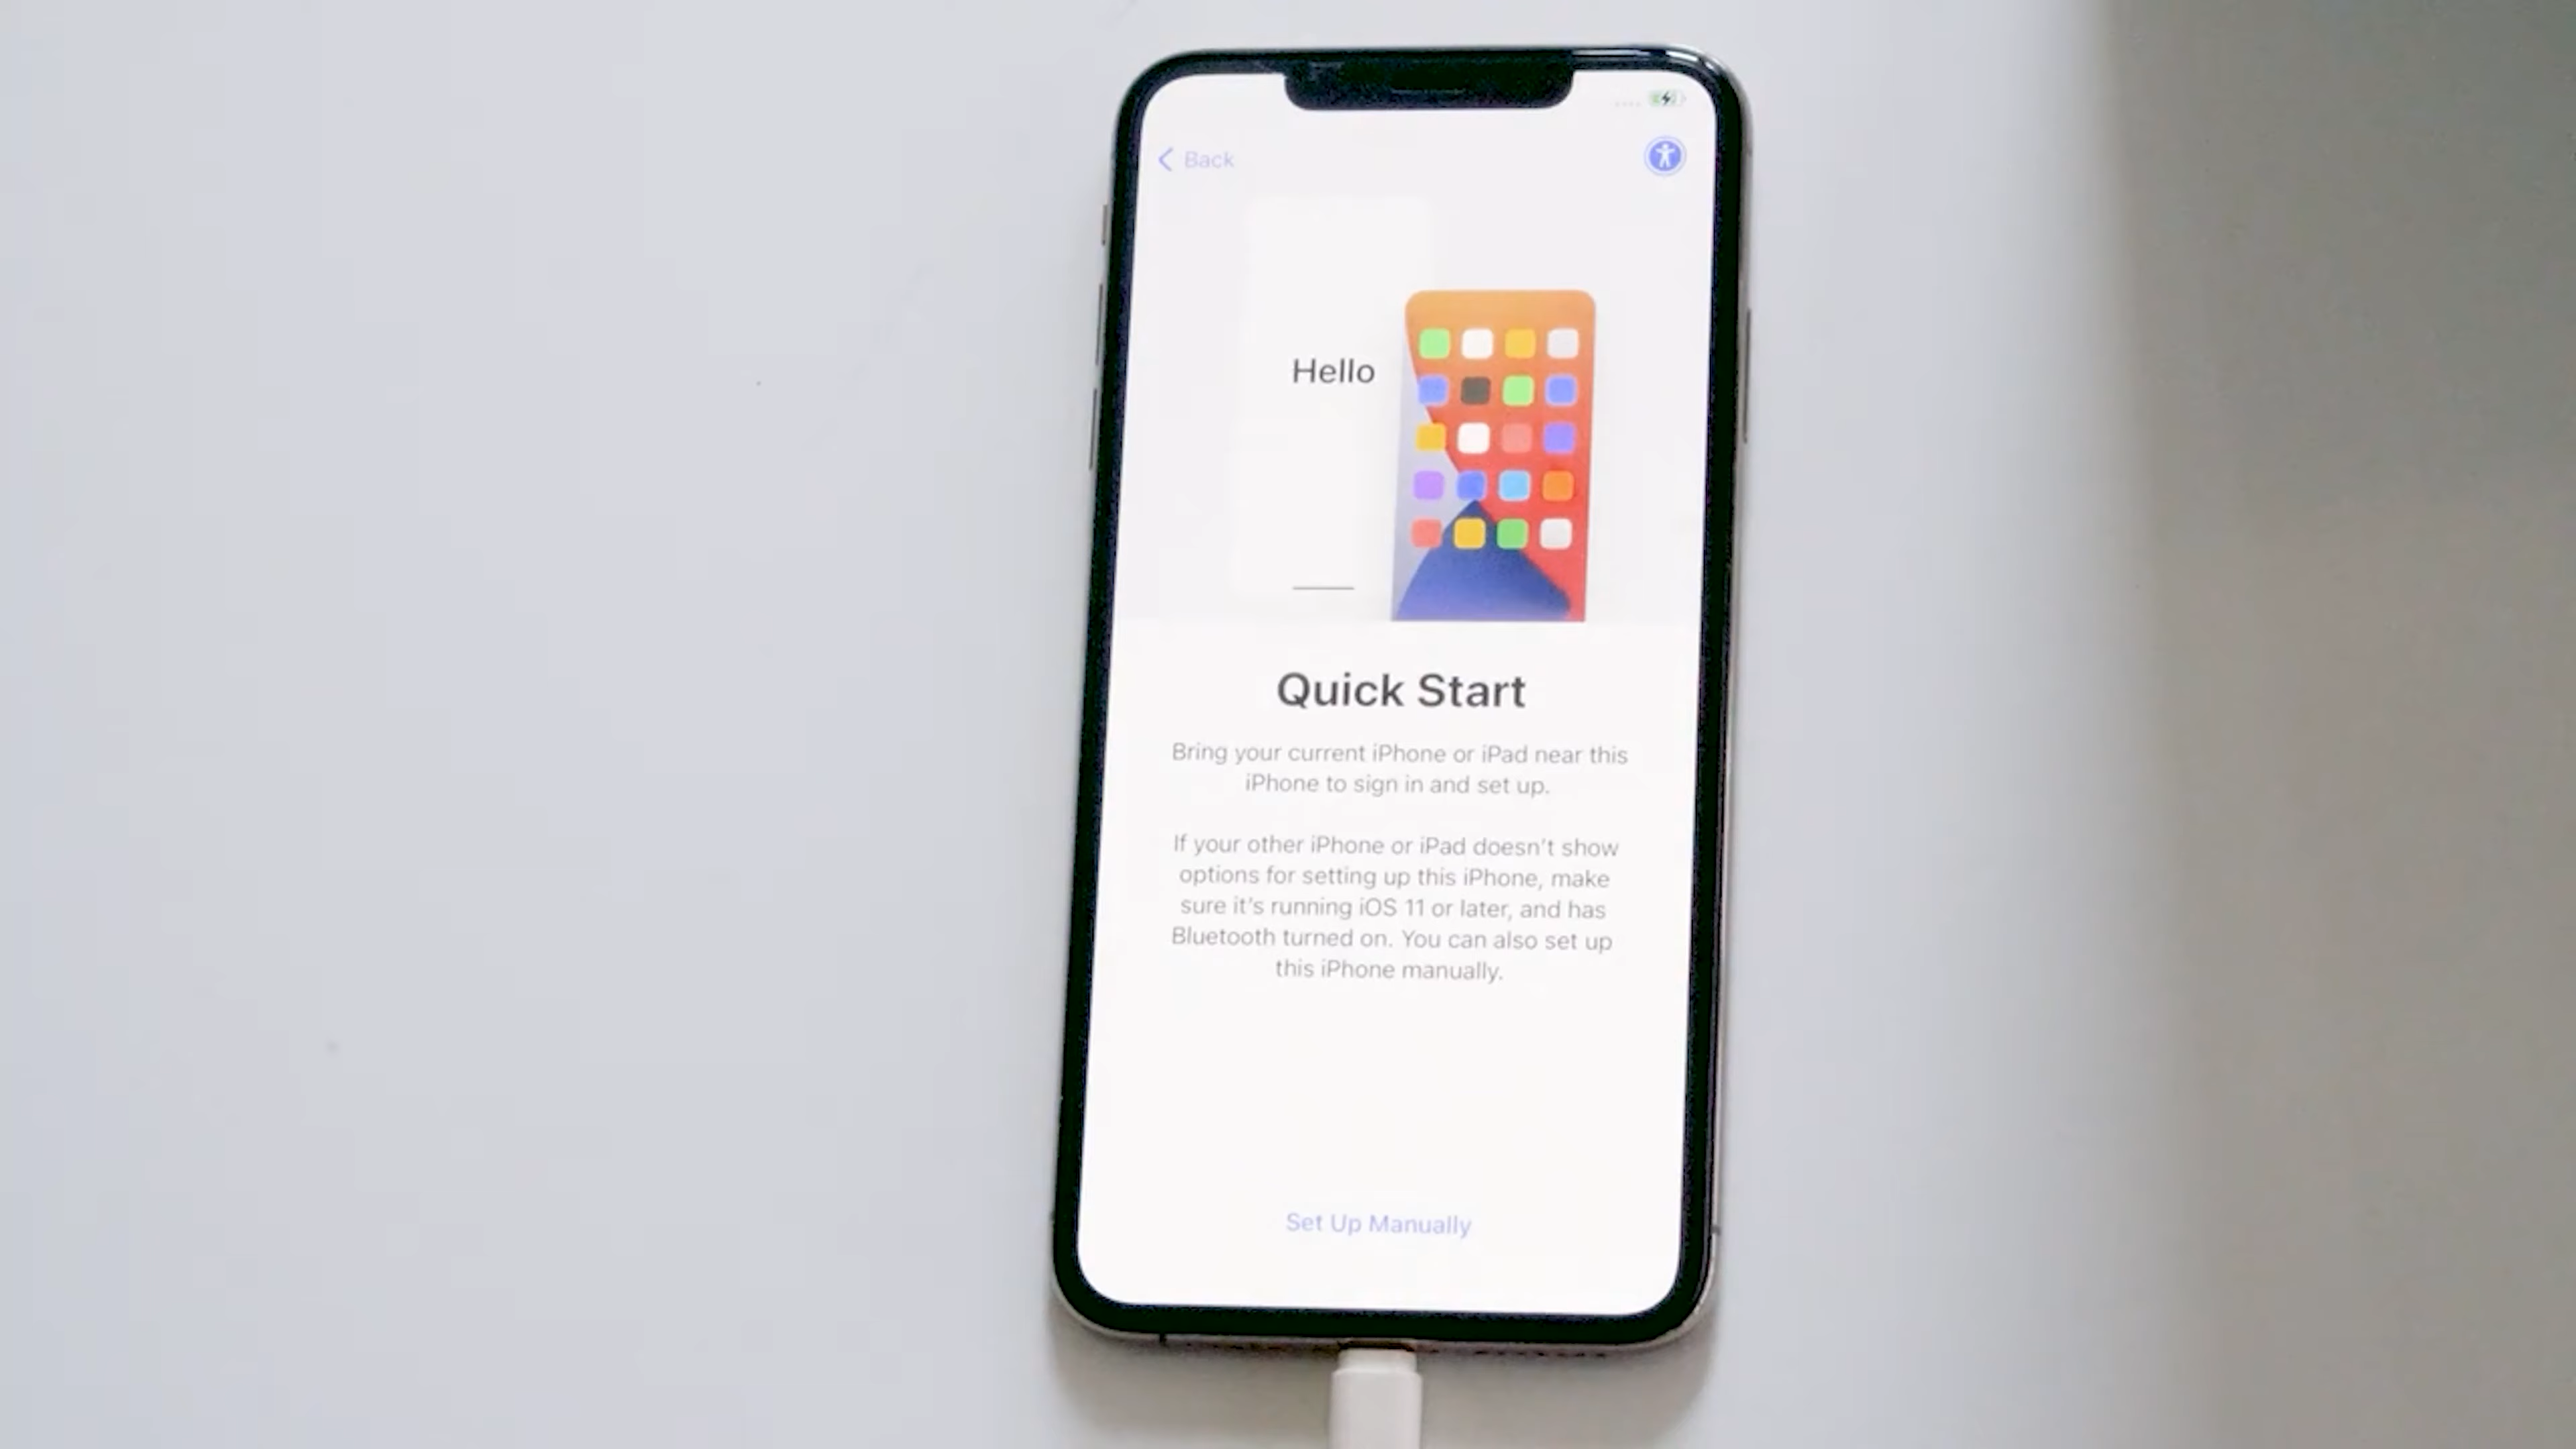 Back
Hello
Quick Start
Bring your current iPhone or iPad near this
iPhone to sign in and set up.
If your other iPhone or iPad doesn't show
options for setting up this iPhone, make
sure it's running iOS 11 or later, and has
Bluetooth turned on. You can also set up
this iPhone manually.
Set Up Manually